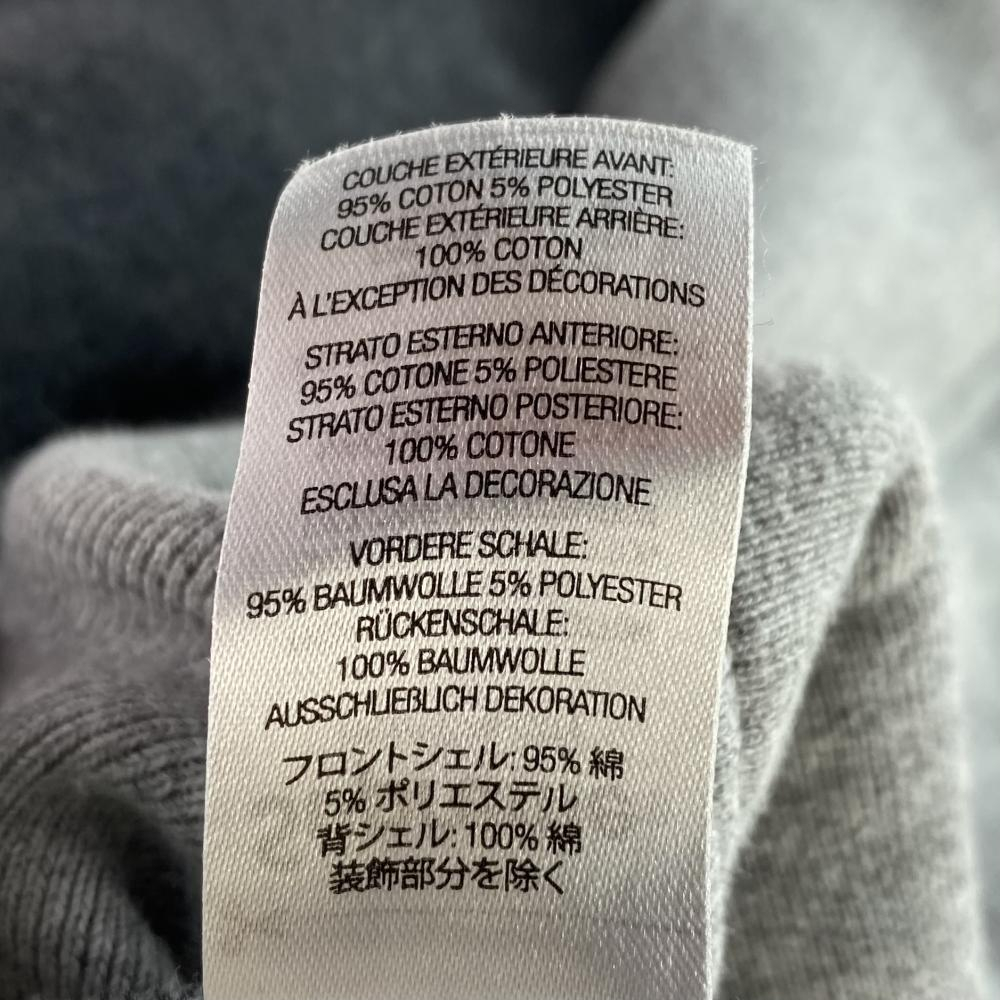 COUCHE EXTÉRIEURE AVANT:
95% COTON 5% POLYESTER
COUCHE EXTÉRIEURE ARRIÈRE:
100% COTON
À L'EXCEPTION DES DÉCORATIONS
STRATO ESTERNO ANTERIORE:
95% COTONE 5% POLIESTERE
STRATO ESTERNO POSTERIORE:
100% COTONE
ESCLUSA LA DECORAZIONE
VORDERE SCHALE:
95% BAUMWOLLE 5% POLYESTER
RÜCKENSCHALE:
100% BAUMWOLLE
AUSSCHLIEßLICH DEKORATION
フロントシェル: 95% 綿
5% ポリエステル
背シェル: 100% 綿
装飾部分を除く